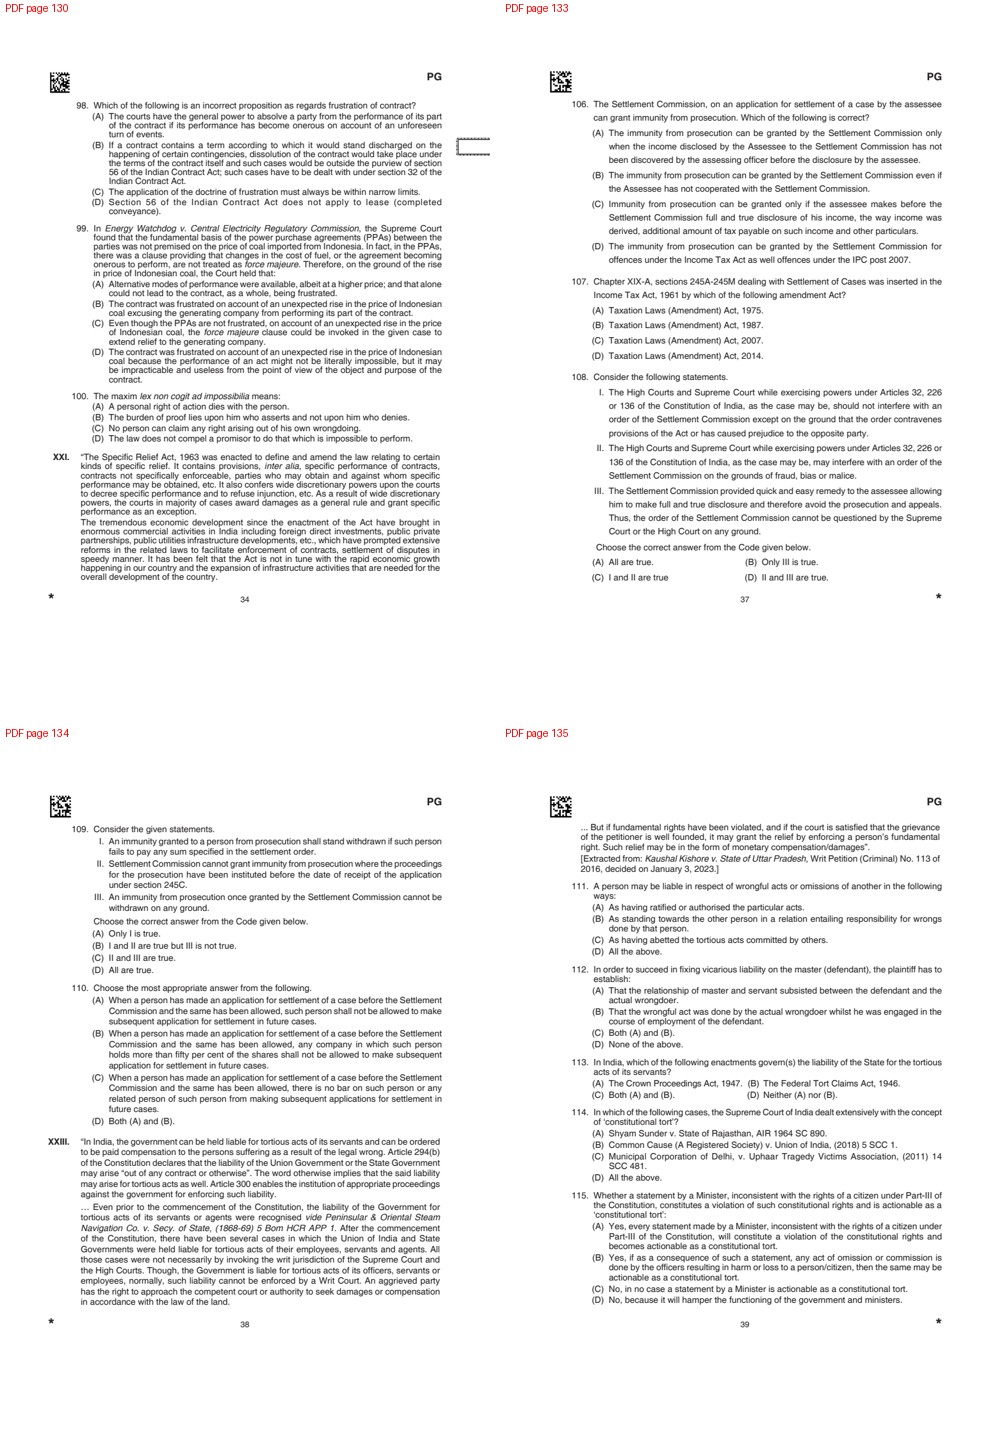 PDF page 130
PG
98. Which of the following is an incorrect proposition as regards frustration of contract?
(A) The courts have the general power to absolve a party from the performance of its part
of the contract if its performance has become onerous on account of an unforeseen
turn of events.
(B) If a contract contains a term according to which it would stand discharged on the
happening of certain contingencies, dissolution of the contract would take place under
the terms of the contract itself and such cases would be outside the purview of section
56 of the Indian Contract Act; such cases have to be dealt with under section 32 of the
Indian Contract Act.
(C) The application of the doctrine of frustration must always be within narrow limits.
(D) Section 56 of the Indian Contract Act does not apply to lease (completed
conveyance).
99. In Energy Watchdog v. Central Electricity Regulatory Commission, the Supreme Court
found that the fundamental basis of the power purchase agreements (PPAs) between the
parties was not premised on the price of coal imported from Indonesia. In fact, in the PPAs,
there was a clause providing that changes in the cost of fuel, or the agreement becoming
onerous to perform, are not treated as force majeure. Therefore, on the ground of the rise
in price of Indonesian coal, the Court held that:
(A) Alternative modes of performance were available, albeit at a higher price; and that alone
could not lead to the contract, as a whole, being frustrated.
(B) The contract was frustrated on account of an unexpected rise in the price of Indonesian
coal excusing the generating company from performing its part of the contract.
(C) Even though the PPAs are not frustrated, on account of an unexpected rise in the price
of Indonesian coal, the force majeure clause could be invoked in the given case to
extend relief to the generating company.
(D) The contract was frustrated on account of an unexpected rise in the price of Indonesian
coal because the performance of an act might not be literally impossible, but it may
be impracticable and useless from the point of view of the object and purpose of the
contract.
100. The maxim lex non cogit ad impossibilia means:
(A) A personal right of action dies with the person.
(B) The burden of proof lies upon him who asserts and not upon him who denies.
(C) No person can claim any right arising out of his own wrongdoing.
(D) The law does not compel a promisor to do that which is impossible to perform.
XXI. “The Specific Relief Act, 1963 was enacted to define and amend the law relating to certain
kinds of specific relief. It contains provisions, inter alia, specific performance of contracts,
contracts not specifically enforceable, parties who may obtain and against whom specific
performance may be obtained, etc. It also confers wide discretionary powers upon the courts
to decree specific performance and to refuse injunction, etc. As a result of wide discretionary
powers, the courts in majority of cases award damages as a general rule and grant specific
performance as an exception.
The tremendous economic development since the enactment of the Act have brought in
enormous commercial activities in India including foreign direct investments, public private
partnerships, public utilities infrastructure developments, etc., which have prompted extensive
reforms in the related laws to facilitate enforcement of contracts, settlement of disputes in
speedy manner. It has been felt that the Act is not in tune with the rapid economic growth
happening in our country and the expansion of infrastructure activities that are needed for the
overall development of the country.
* 34
PDF page 133
PG
106. The Settlement Commission, on an application for settlement of a case by the assessee
can grant immunity from prosecution. Which of the following is correct?
(A) The immunity from prosecution can be granted by the Settlement Commission only
when the income disclosed by the Assessee to the Settlement Commission has not
been discovered by the assessing officer before the disclosure by the assessee.
(B) The immunity from prosecution can be granted by the Settlement Commission even if
the Assessee has not cooperated with the Settlement Commission.
(C) Immunity from prosecution can be granted only if the assessee makes before the
Settlement Commission full and true disclosure of his income, the way income was
derived, additional amount of tax payable on such income and other particulars.
(D) The immunity from prosecution can be granted by the Settlement Commission for
offences under the Income Tax Act as well offences under the IPC post 2007.
107. Chapter XIX-A, sections 245A-245M dealing with Settlement of Cases was inserted in the
Income Tax Act, 1961 by which of the following amendment Act?
(A) Taxation Laws (Amendment) Act, 1975.
(B) Taxation Laws (Amendment) Act, 1987.
(C) Taxation Laws (Amendment) Act, 2007.
(D) Taxation Laws (Amendment) Act, 2014.
108. Consider the following statements.
I. The High Courts and Supreme Court while exercising powers under Articles 32, 226
or 136 of the Constitution of India, as the case may be, should not interfere with an
order of the Settlement Commission except on the ground that the order contravenes
provisions of the Act or has caused prejudice to the opposite party.
II. The High Courts and Supreme Court while exercising powers under Articles 32, 226 or
136 of the Constitution of India, as the case may be, may interfere with an order of the
Settlement Commission on the grounds of fraud, bias or malice.
III. The Settlement Commission provided quick and easy remedy to the assessee allowing
him to make full and true disclosure and therefore avoid the prosecution and appeals.
Thus, the order of the Settlement Commission cannot be questioned by the Supreme
Court or the High Court on any ground.
Choose the correct answer from the Code given below.
(A) All are true. (B) Only III is true.
(C) I and II are true (D) II and III are true.
37 *
PDF page 134
PG
109. Consider the given statements.
I. An immunity granted to a person from prosecution shall stand withdrawn if such person
fails to pay any sum specified in the settlement order.
II. Settlement Commission cannot grant immunity from prosecution where the proceedings
for the prosecution have been instituted before the date of receipt of the application
under section 245C.
III. An immunity from prosecution once granted by the Settlement Commission cannot be
withdrawn on any ground.
Choose the correct answer from the Code given below.
(A) Only I is true.
(B) I and II are true but III is not true.
(C) II and III are true.
(D) All are true.
110. Choose the most appropriate answer from the following.
(A) When a person has made an application for settlement of a case before the Settlement
Commission and the same has been allowed, such person shall not be allowed to make
subsequent application for settlement in future cases.
(B) When a person has made an application for settlement of a case before the Settlement
Commission and the same has been allowed, any company in which such person
holds more than fifty per cent of the shares shall not be allowed to make subsequent
application for settlement in future cases.
(C) When a person has made an application for settlement of a case before the Settlement
Commission and the same has been allowed, there is no bar on such person or any
related person of such person from making subsequent applications for settlement in
future cases.
(D) Both (A) and (B).
XXIII. “In India, the government can be held liable for tortious acts of its servants and can be ordered
to be paid compensation to the persons suffering as a result of the legal wrong. Article 294(b)
of the Constitution declares that the liability of the Union Government or the State Government
may arise “out of any contract or otherwise”. The word otherwise implies that the said liability
may arise for tortious acts as well. Article 300 enables the institution of appropriate proceedings
against the government for enforcing such liability.
... Even prior to the commencement of the Constitution, the liability of the Government for
tortious acts of its servants or agents were recognised vide Peninsular & Oriental Steam
Navigation Co. v. Secy. of State, (1868-69) 5 Bom HCR APP 1. After the commencement
of the Constitution, there have been several cases in which the Union of India and State
Governments were held liable for tortious acts of their employees, servants and agents. All
those cases were not necessarily by invoking the writ jurisdiction of the Supreme Court and
the High Courts. Though, the Government is liable for tortious acts of its officers, servants or
employees, normally, such liability cannot be enforced by a Writ Court. An aggrieved party
has the right to approach the competent court or authority to seek damages or compensation
in accordance with the law of the land.
* 38
PDF page 135
PG
... But if fundamental rights have been violated, and if the court is satisfied that the grievance
of the petitioner is well founded, it may grant the relief by enforcing a person’s fundamental
right. Such relief may be in the form of monetary compensation/damages”.
[Extracted from: Kaushal Kishore v. State of Uttar Pradesh, Writ Petition (Criminal) No. 113 of
2016, decided on January 3, 2023.]
111. A person may be liable in respect of wrongful acts or omissions of another in the following
ways:
(A) As having ratified or authorised the particular acts.
(B) As standing towards the other person in a relation entailing responsibility for wrongs
done by that person.
(C) As having abetted the tortious acts committed by others.
(D) All the above.
112. In order to succeed in fixing vicarious liability on the master (defendant), the plaintiff has to
establish:
(A) That the relationship of master and servant subsisted between the defendant and the
actual wrongdoer.
(B) That the wrongful act was done by the actual wrongdoer whilst he was engaged in the
course of employment of the defendant.
(C) Both (A) and (B).
(D) None of the above.
113. In India, which of the following enactments govern(s) the liability of the State for the tortious
acts of its servants?
(A) The Crown Proceedings Act, 1947. (B) The Federal Tort Claims Act, 1946.
(C) Both (A) and (B). (D) Neither (A) nor (B).
114. In which of the following cases, the Supreme Court of India dealt extensively with the concept
of ‘constitutional tort’?
(A) Shyam Sunder v. State of Rajasthan, AIR 1964 SC 890.
(B) Common Cause (A Registered Society) v. Union of India, (2018) 5 SCC 1.
(C) Municipal Corporation of Delhi, v. Uphaar Tragedy Victims Association, (2011) 14
SCC 481.
(D) All the above.
115. Whether a statement by a Minister, inconsistent with the rights of a citizen under Part-III of
the Constitution, constitutes a violation of such constitutional rights and is actionable as a
‘constitutional tort’:
(A) Yes, every statement made by a Minister, inconsistent with the rights of a citizen under
Part-III of the Constitution, will constitute a violation of the constitutional rights and
becomes actionable as a constitutional tort.
(B) Yes, if as a consequence of such a statement, any act of omission or commission is
done by the officers resulting in harm or loss to a person/citizen, then the same may be
actionable as a constitutional tort.
(C) No, in no case a statement by a Minister is actionable as a constitutional tort.
(D) No, because it will hamper the functioning of the government and ministers.
39 *